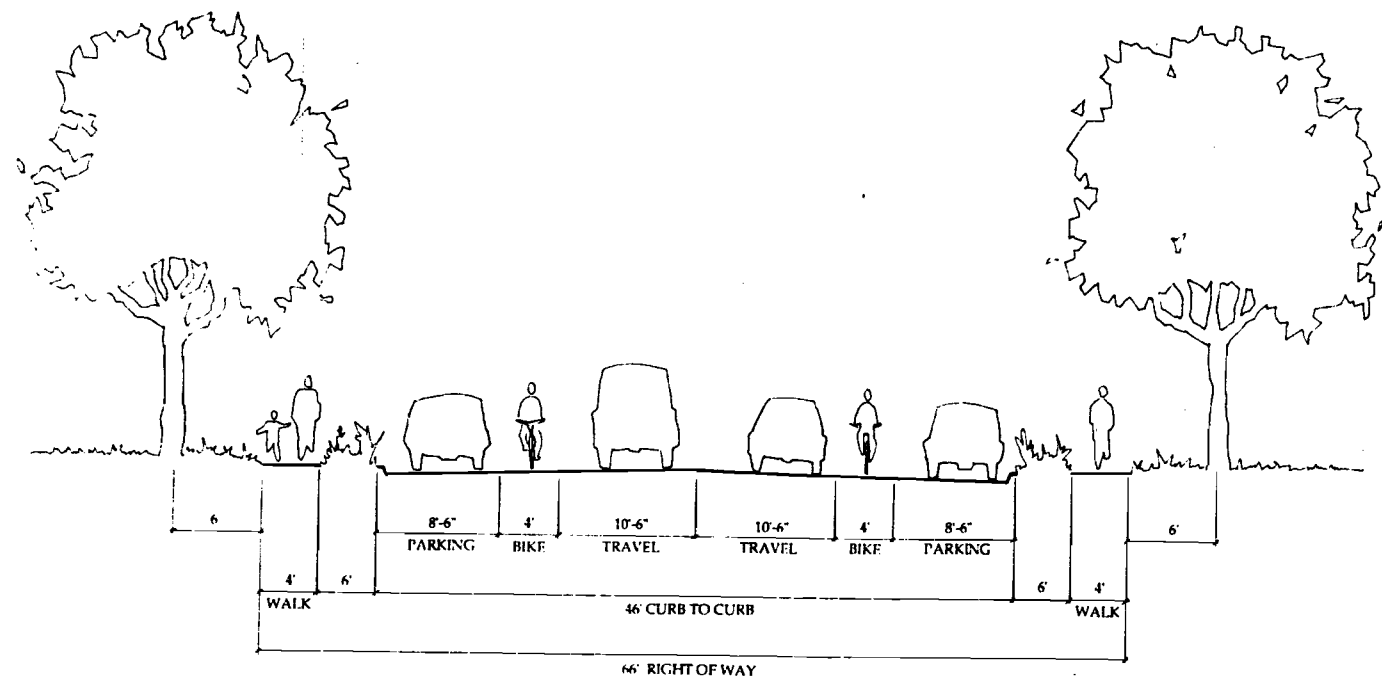 6
8'-6"
PARKING
4'
BIKE
10'-6"
TRAVEL
10'-6"
TRAVEL
4'
BIKE
8'-6"
PARKING
6'
4'
WALK
6'
46' CURB TO CURB
6'
4'
WALK
66' RIGHT OF WAY